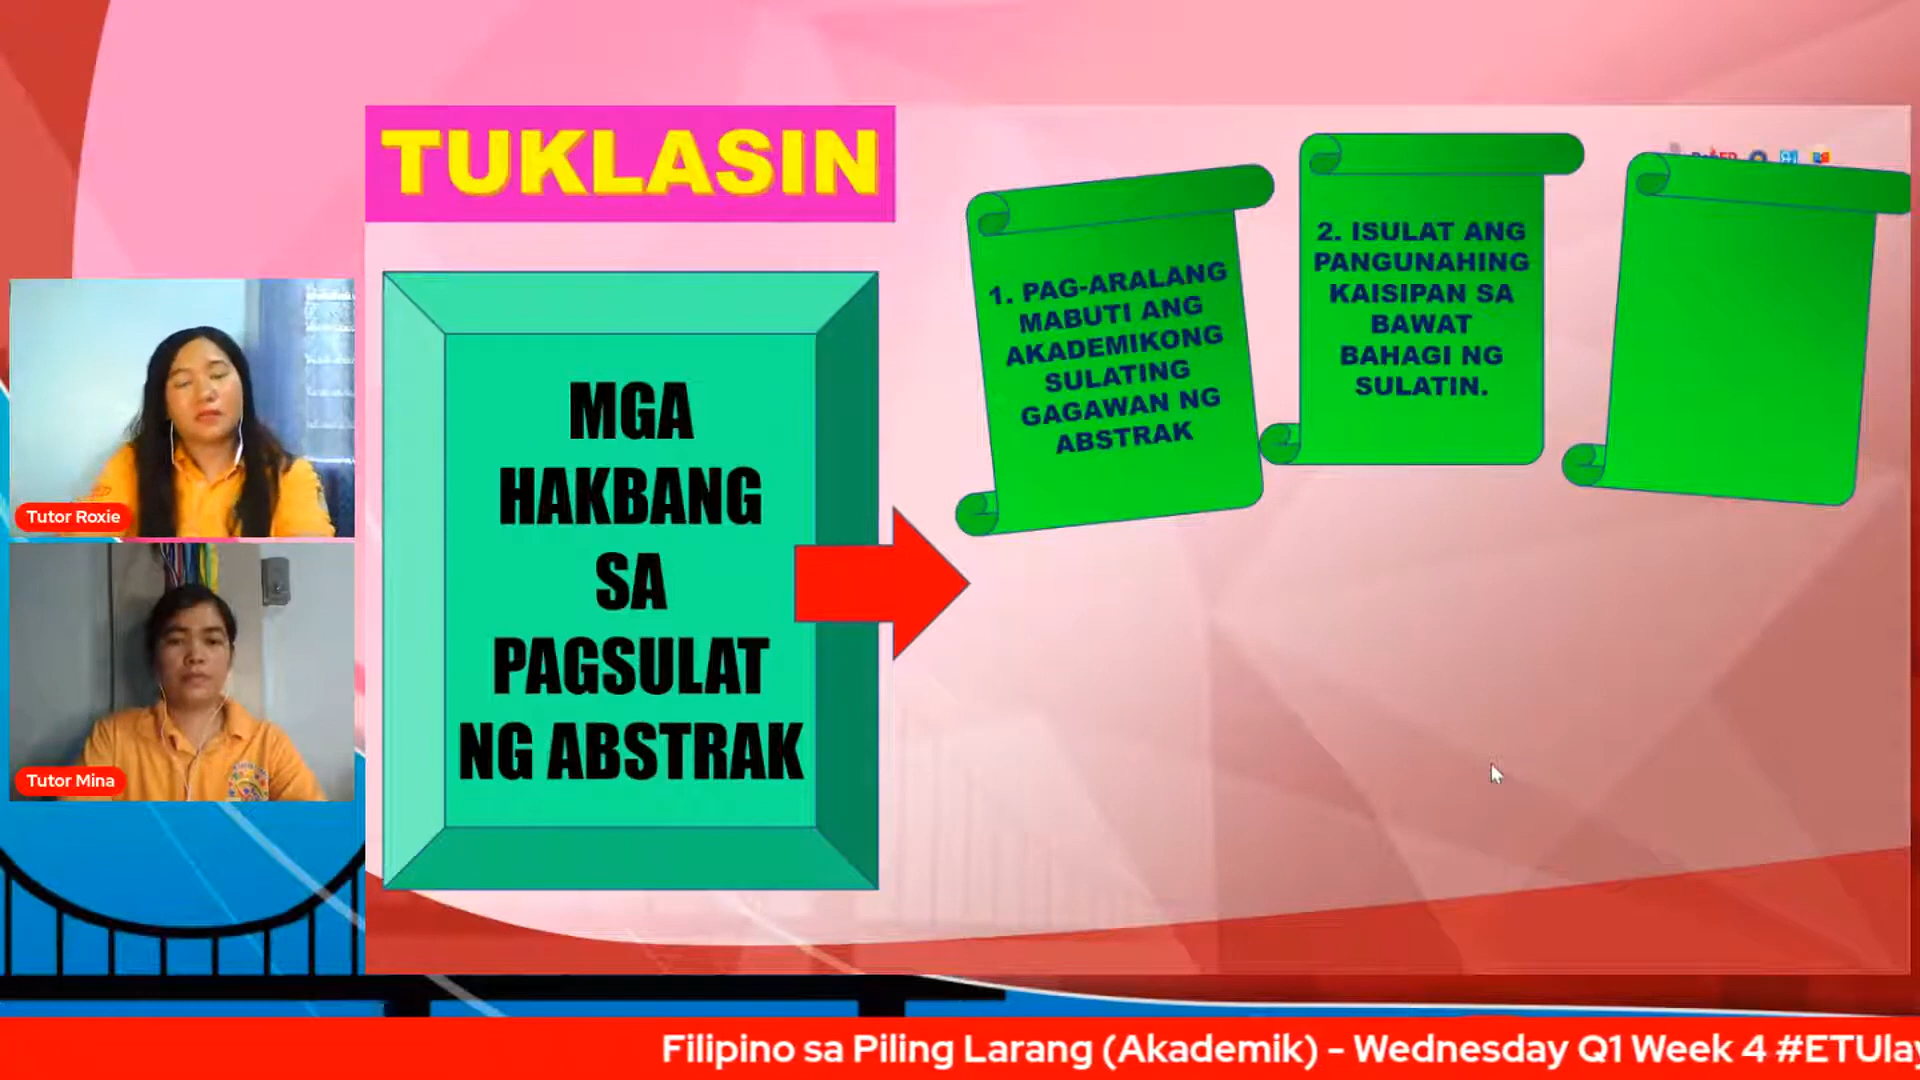 TUKLASIN
MGA
HAKBANG
SA
PAGSULAT
NG ABSTRAK
1. PAG-ARALANG
MABUTI ANG
AKADEMIKONG
SULATING
GAGAWAN NG
ABSTRAK
2. ISULAT ANG
PANGUNAHING
KAISIPAN SA
BAWAT
BAHAGI NG
SULATIN.
Tutor Roxie
Tutor Mina
Filipino sa Piling Larang (Akademik) - Wednesday Q1 Week 4 #ETUlay